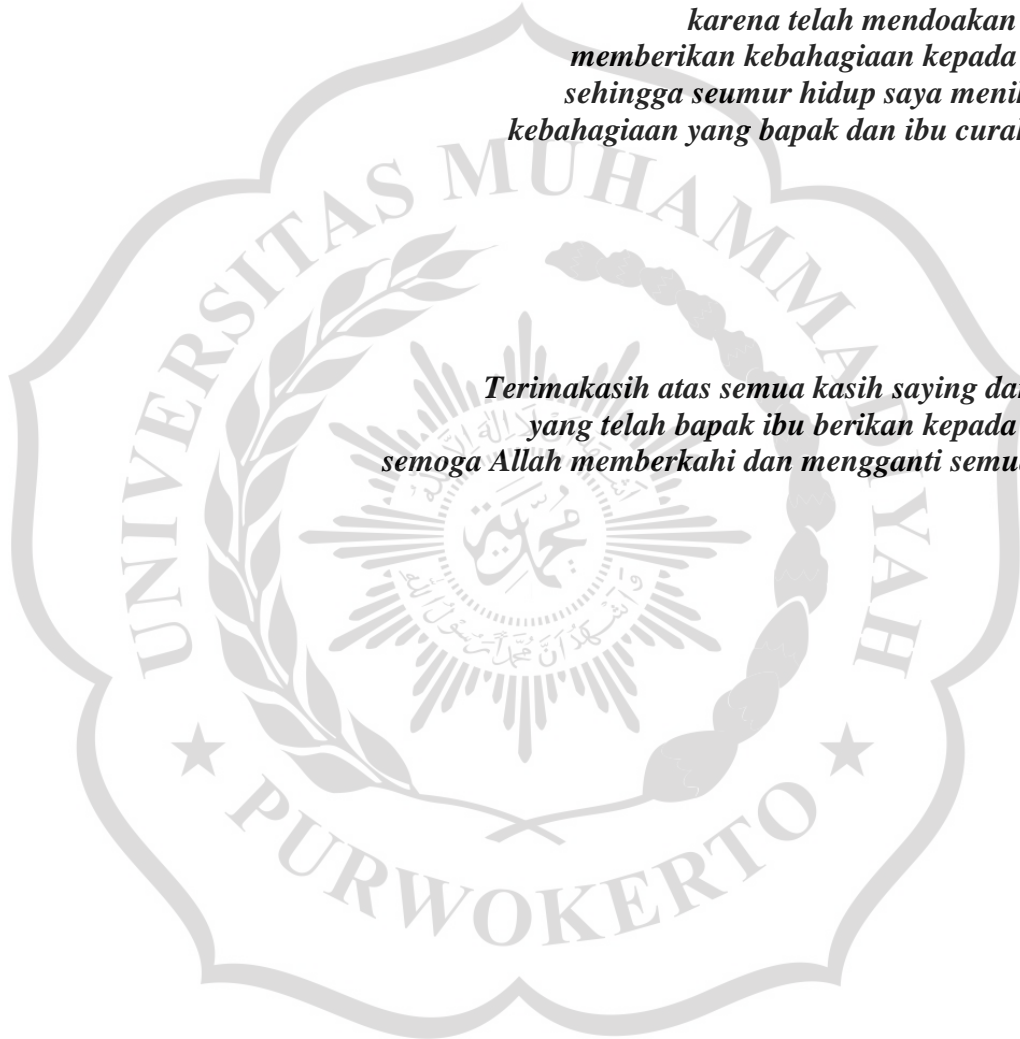 karena telah mendoakan
memberikan kebahagiaan kepada
sehingga seumur hidup saya
kebahagiaan yang bapak dan ibu
Terimakasih atas semua kasih saying
yang telah bapak ibu berikan kepada
semoga Allah memberkahi dan mengganti
UNIVERSITAS MUHAMMADIYAH
PURWOKERTO